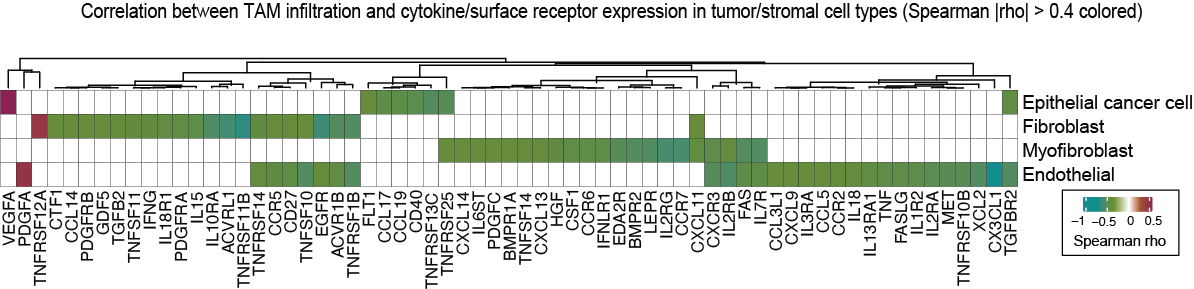 Correlation between TAM infiltration and cytokine/surface receptor expression in tumor/stromal cell types (Spearman |rho| > 0.4 colored)
Epithelial cancer cell
Fibroblast
Myofibroblast
Endothelial
VEGFA
PDGFA
TNFRSF12A
CTF1
CCL14
PDGFRB
GDF5
TGFB2
TNFSF11
IFNG
IL18R1
PDGFRA
IL15
IL10RA
ACVRL1
TNFRSF11B
TNFRSF14
CCR5
CD27
TNFSF10
EGFR
ACVR1B
TNFRSF1B
FLT1
CCL17
CCL19
CD40
TNFRSF13C
TNFRSF25
CXCL14
IL6ST
PDGFC
BMPR1A
TNFSF14
CXCL13
HGF
CSF1
CCR6
IFNLR1
EDA2R
BMPR2
LEPR
IL2RG
CCR7
CXCL11
CXCR3
IL2RB
FAS
IL7R
CCL3L1
CXCL9
IL3RA
CCL5
CCR2
IL18
IL13RA1
TNF
FASLG
IL1R2
IL2RA
MET
TNFRSF10B
XCL2
CX3CL1
TGFBR2
−1 −0.5 0 0.5
Spearman rho